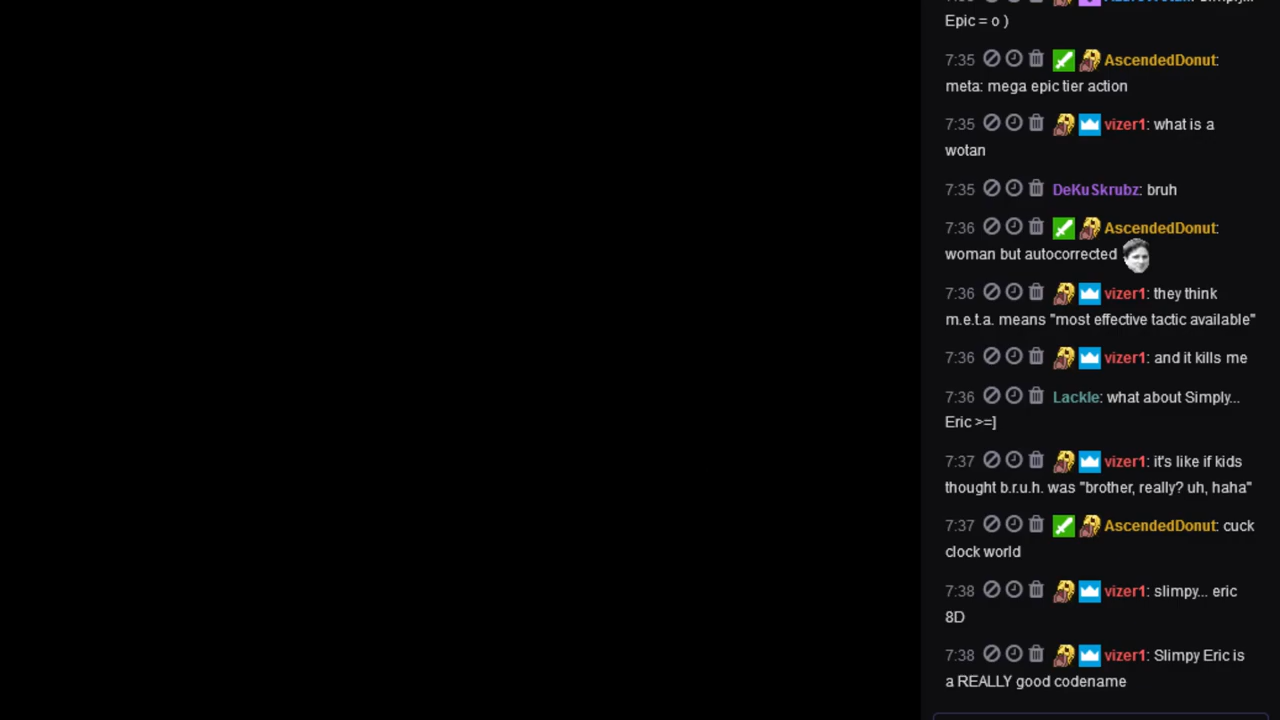 Epic = o )
7:35 AscendedDonut:
meta: mega epic tier action
7:35 vizer1: what is a
wotan
7:35 DeKuSkrubz: bruh
7:36 AscendedDonut:
woman but autocorrected
7:36 vizer1: they think
m.e.t.a. means "most effective tactic available"
7:36 vizer1: and it kills me
7:36 Lackle: what about Simply...
Eric >=]
7:37 vizer1: it's like if kids
thought b.r.u.h. was "brother, really? uh, haha"
7:37 AscendedDonut: cuck
clock world
7:38 vizer1: slimpy... eric
8D
7:38 vizer1: Slimpy Eric is
a REALLY good codename